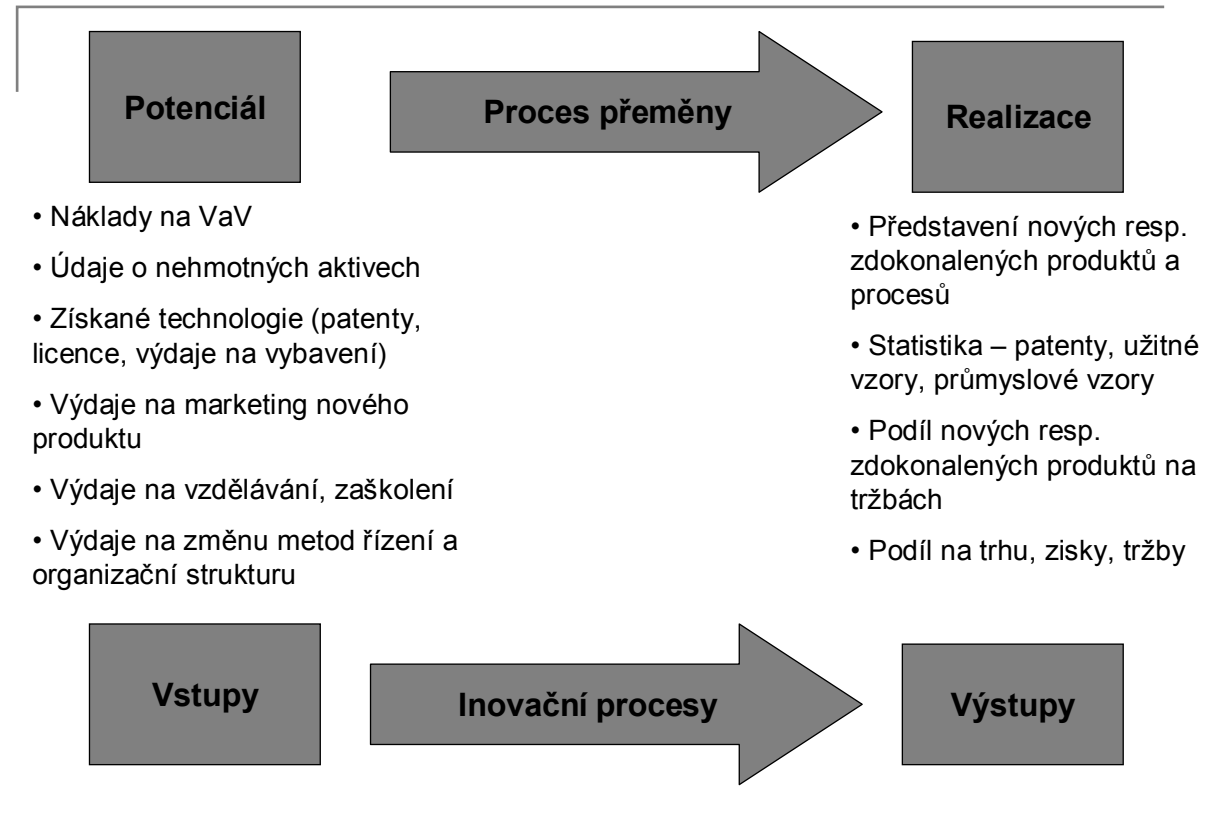 Potenciál
Proces přeměny
Realizace
• Náklady na VaV
• Údaje o nehmotných aktivech
• Získané technologie (patenty,
licence, výdaje na vybavení)
• Výdaje na marketing nového
produktu
• Výdaje na vzdělávání, zaškolení
• Výdaje na změnu metod řízení a
organizační strukturu
• Představení nových resp.
zdokonalených produktů a
procesů
• Statistika – patenty, užitné
vzory, průmyslové vzory
• Podíl nových resp.
zdokonalených produktů na
tržbách
• Podíl na trhu, zisky, tržby
Vstupy
Inovační procesy
Výstupy